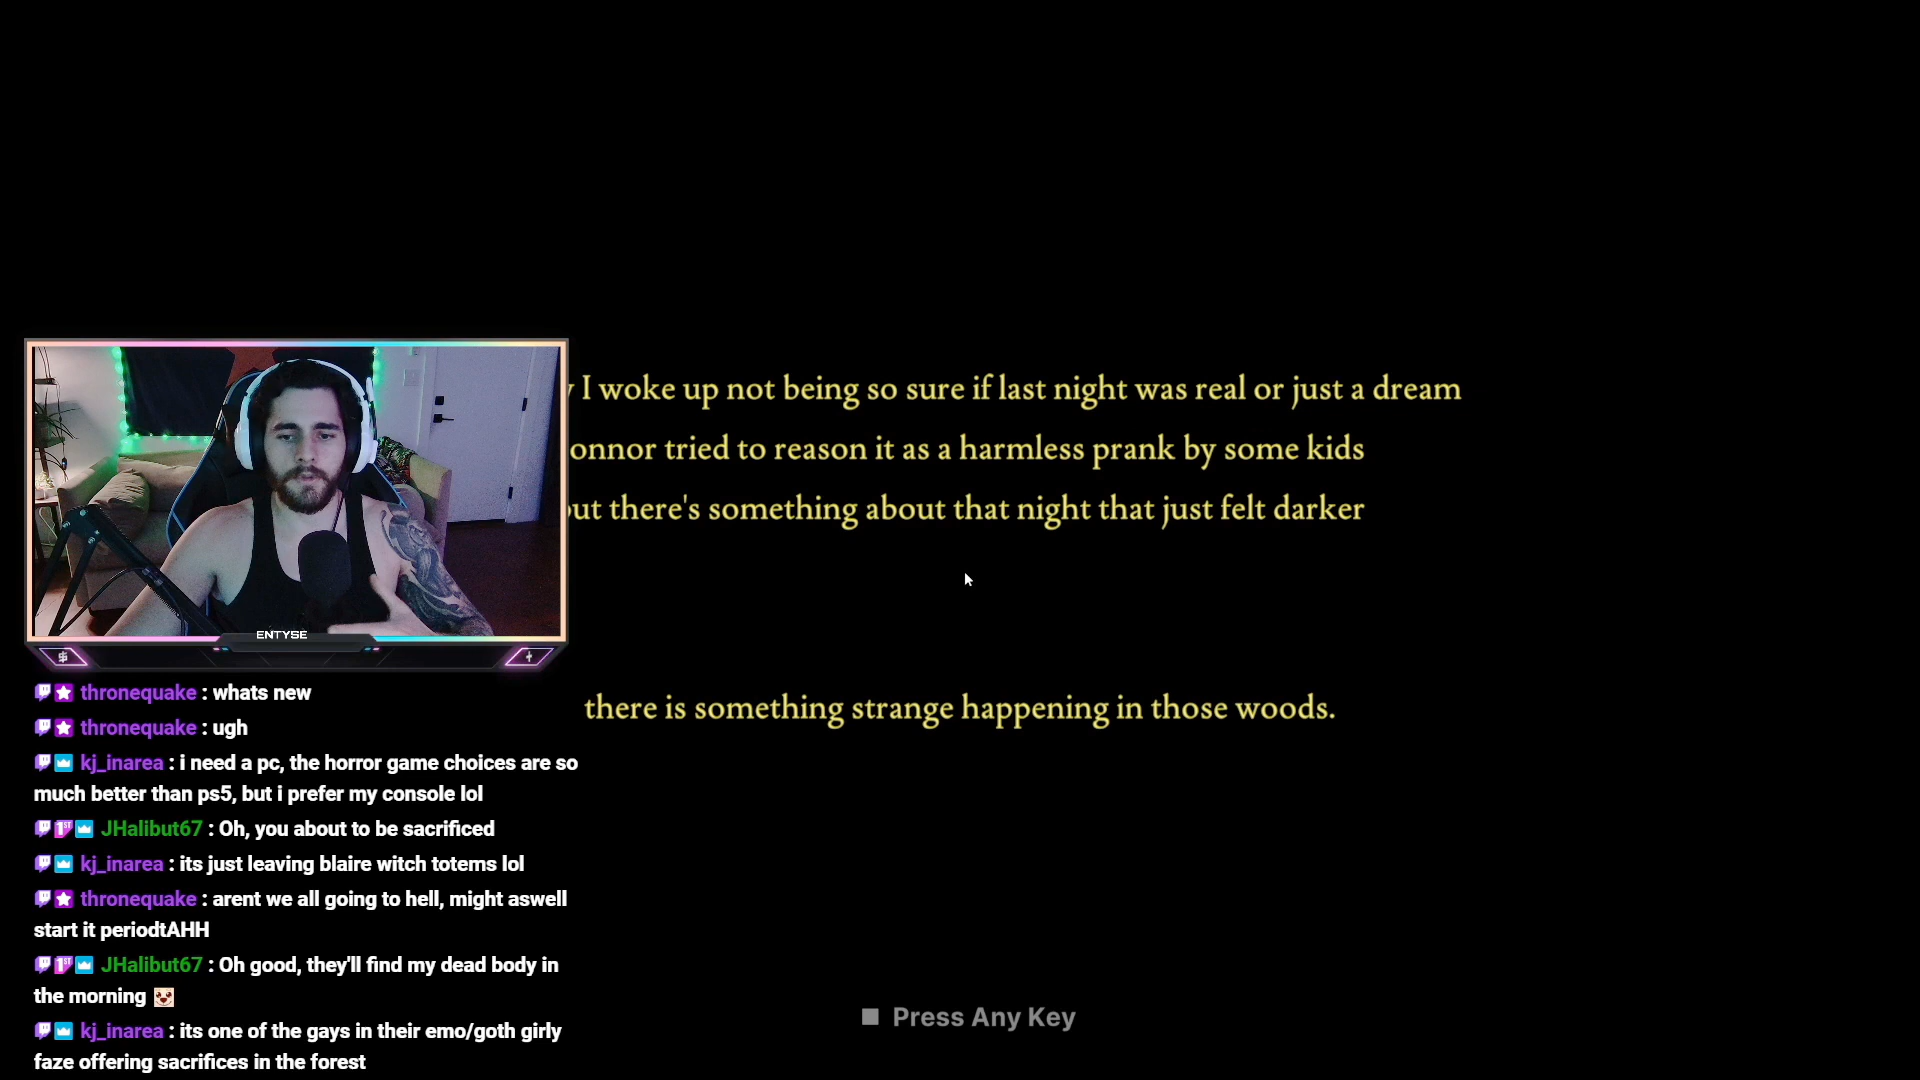 I woke up not being so sure if last night was real or just a dream
onnor tried to reason it as a harmless prank by some kids
ut there's something about that night that just felt darker
there is something strange happening in those woods.
Press Any Key
ENTYSE
thronequake : whats new
thronequake : ugh
kj_inarea : i need a pc, the horror game choices are so
much better than ps5, but i prefer my console lol
JHalibut67 : Oh, you about to be sacrificed
kj_inarea : its just leaving blaire witch totems lol
thronequake : arent we all going to hell, might aswell
start it periodtAHH
JHalibut67 : Oh good, they'll find my dead body in
the morning
kj_inarea : its one of the gays in their emo/goth girly
faze offering sacrifices in the forest